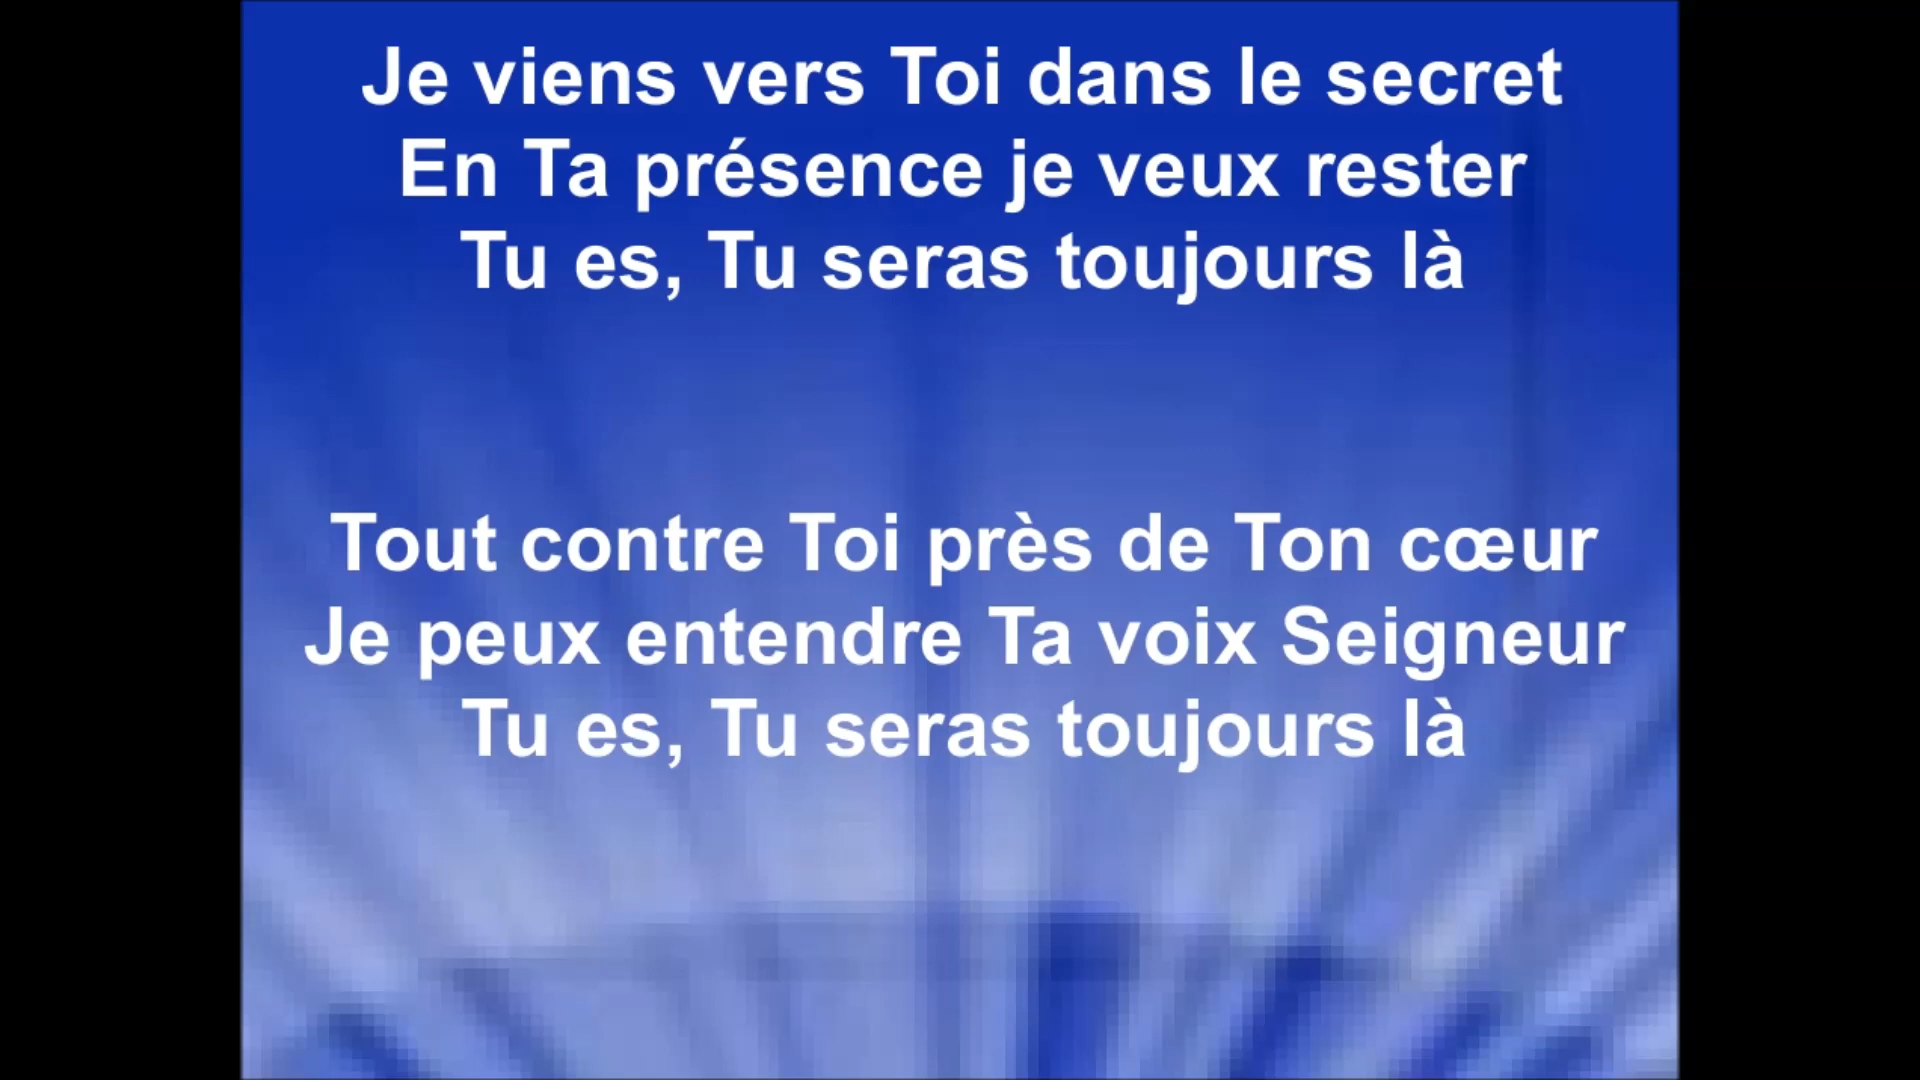 Je viens vers Toi dans le secret
En Ta présence je veux rester
Tu es, Tu seras toujours là
Tout contre Toi près de Ton cœur
Je peux entendre Ta voix Seigneur
Tu es, Tu seras toujours là